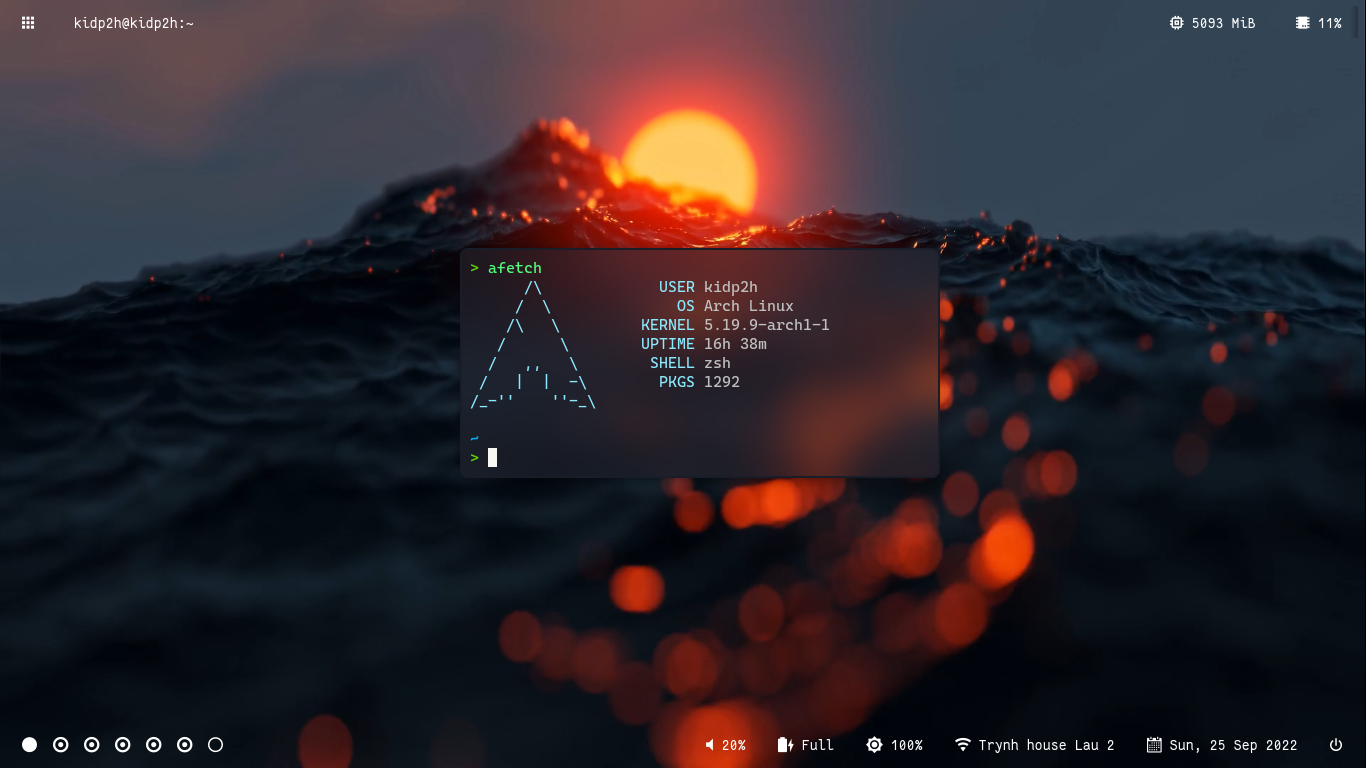 kidp2h@kidp2h:~ 5093 MiB 11%
> afetch
/\ USER kidp2h
/  \ OS Arch Linux
/\   \ KERNEL 5.19.9-arch1-1
/      \ UPTIME 16h 38m
/   ,,   \ SHELL zsh
/   |  |  -\ PKGS 1292
/_-''    ''-_\
~
>
20% Full 100% Trynh house Lau 2 Sun, 25 Sep 2022